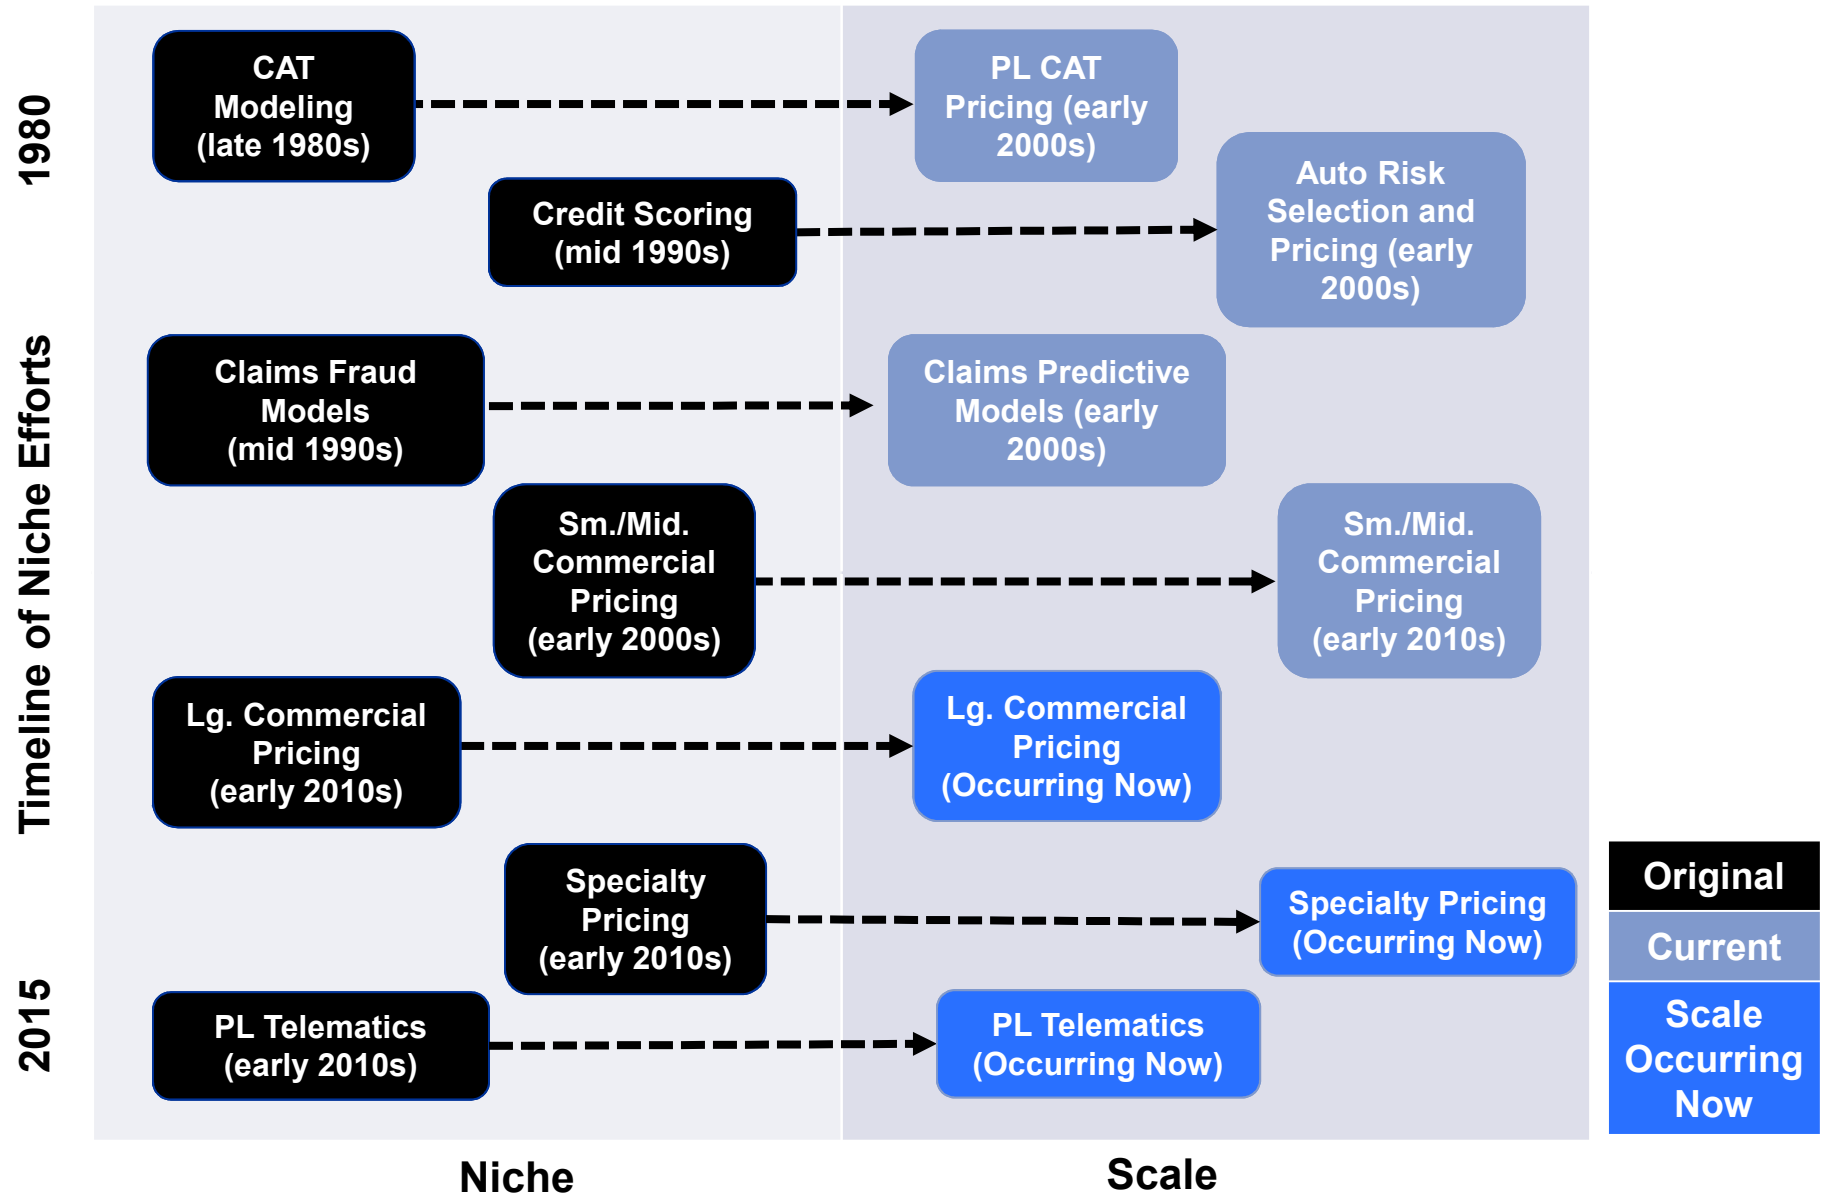 1980
Timeline of Niche Efforts
2015
CAT
Modeling
(late 1980s)
PL CAT
Pricing (early
2000s)
Credit Scoring
(mid 1990s)
Auto Risk
Selection and
Pricing (early
2000s)
Claims Fraud
Models
(mid 1990s)
Claims Predictive
Models (early
2000s)
Sm./Mid.
Commercial
Pricing
(early 2000s)
Sm./Mid.
Commercial
Pricing
(early 2010s)
Lg. Commercial
Pricing
(early 2010s)
Lg. Commercial
Pricing
(Occurring Now)
Specialty
Pricing
(early 2010s)
Specialty Pricing
(Occurring Now)
PL Telematics
(early 2010s)
PL Telematics
(Occurring Now)
Original
Current
Scale
Occurring
Now
Niche
Scale